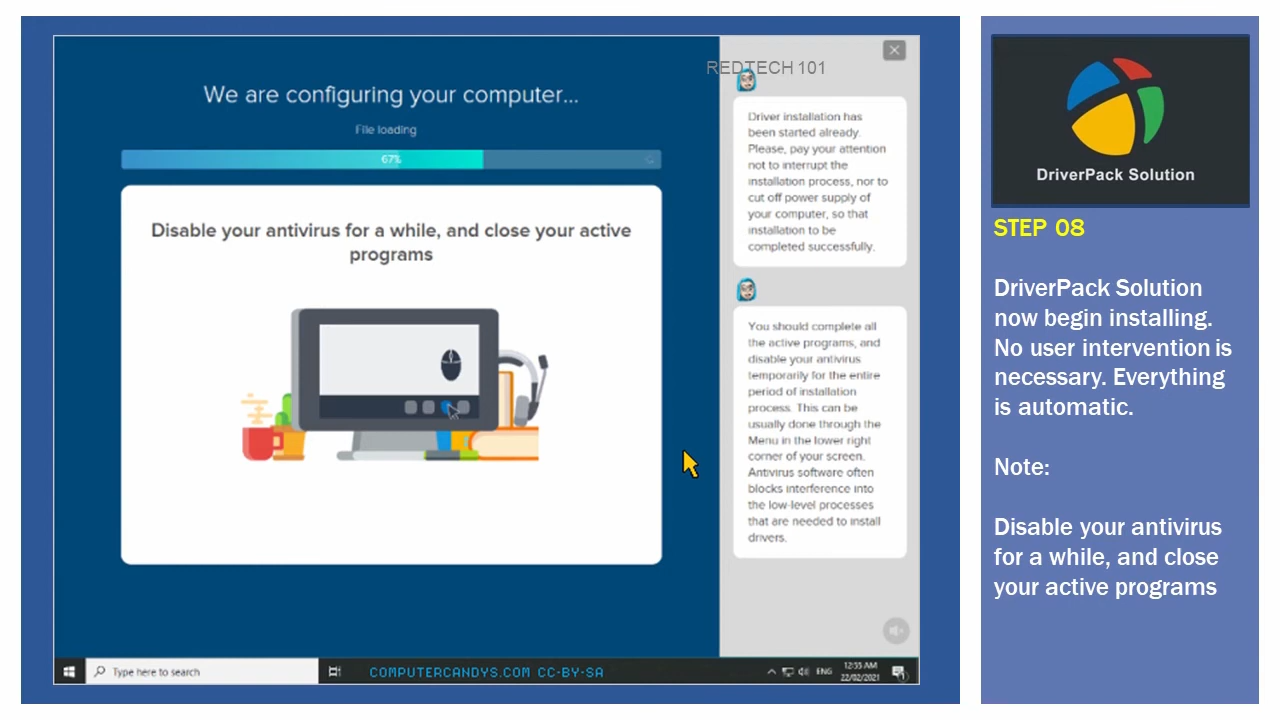 We are configuring your computer...
File loading
67%
Disable your antivirus for a while, and close your active
programs
REDTECH 101
Driver installation has
been started already.
Please, pay your attention
not to interrupt the
installation process, nor to
cut off power supply of
your computer, so that
installation to be
completed successfully.
You should complete all
the active programs, and
disable your antivirus
temporarily for the entire
period of installation
process. This can be
usually done through the
Menu in the lower right
corner of your screen.
Antivirus software often
blocks interference into
the low-level processes
that are needed to install
drivers.
Type here to search
COMPUTERCANDYS.COM CC-BY-SA
ENG
12:55 AM
22/02/2021
1
DriverPack Solution
STEP 08
DriverPack Solution
now begin installing.
No user intervention is
necessary. Everything
is automatic.
Note:
Disable your antivirus
for a while, and close
your active programs